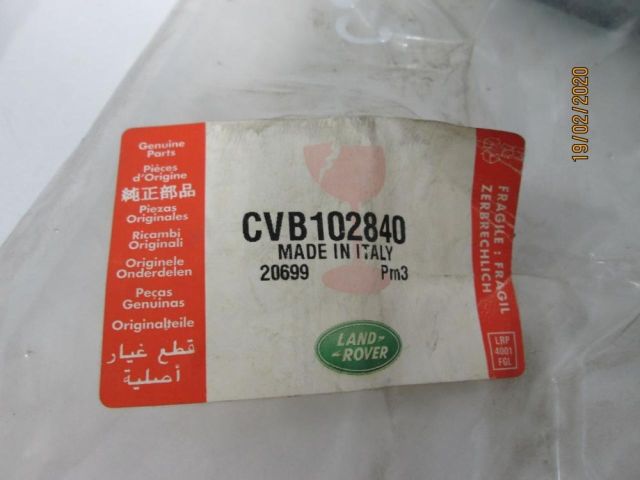 Genuine
Parts
Pièces
d'Origine
純正部品
Piezas
Originales
Ricambi
Originali
Originele
Onderdelen
Peças
Genuinas
Originalteile
قطع غيار
أصلية
CVB102840
MADE IN ITALY
20699 Pm3
LAND-
-ROVER
FRAGILE : FRAGIL
ZERBRECHLICH
LRP
4001
FGL
19/02/2020